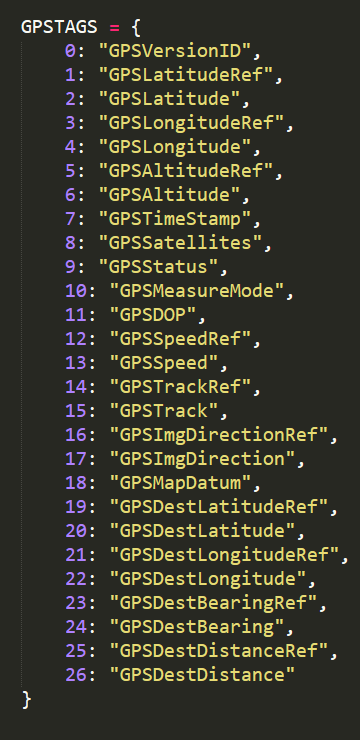 GPSTAGS = {
    0: "GPSVersionID",
    1: "GPSLatitudeRef",
    2: "GPSLatitude",
    3: "GPSLongitudeRef",
    4: "GPSLongitude",
    5: "GPSAltitudeRef",
    6: "GPSAltitude",
    7: "GPSTimeStamp",
    8: "GPSSatellites",
    9: "GPSStatus",
    10: "GPSMeasureMode",
    11: "GPSDOP",
    12: "GPSSpeedRef",
    13: "GPSSpeed",
    14: "GPSTrackRef",
    15: "GPSTrack",
    16: "GPSImgDirectionRef",
    17: "GPSImgDirection",
    18: "GPSMapDatum",
    19: "GPSDestLatitudeRef",
    20: "GPSDestLatitude",
    21: "GPSDestLongitudeRef",
    22: "GPSDestLongitude",
    23: "GPSDestBearingRef",
    24: "GPSDestBearing",
    25: "GPSDestDistanceRef",
    26: "GPSDestDistance"
}